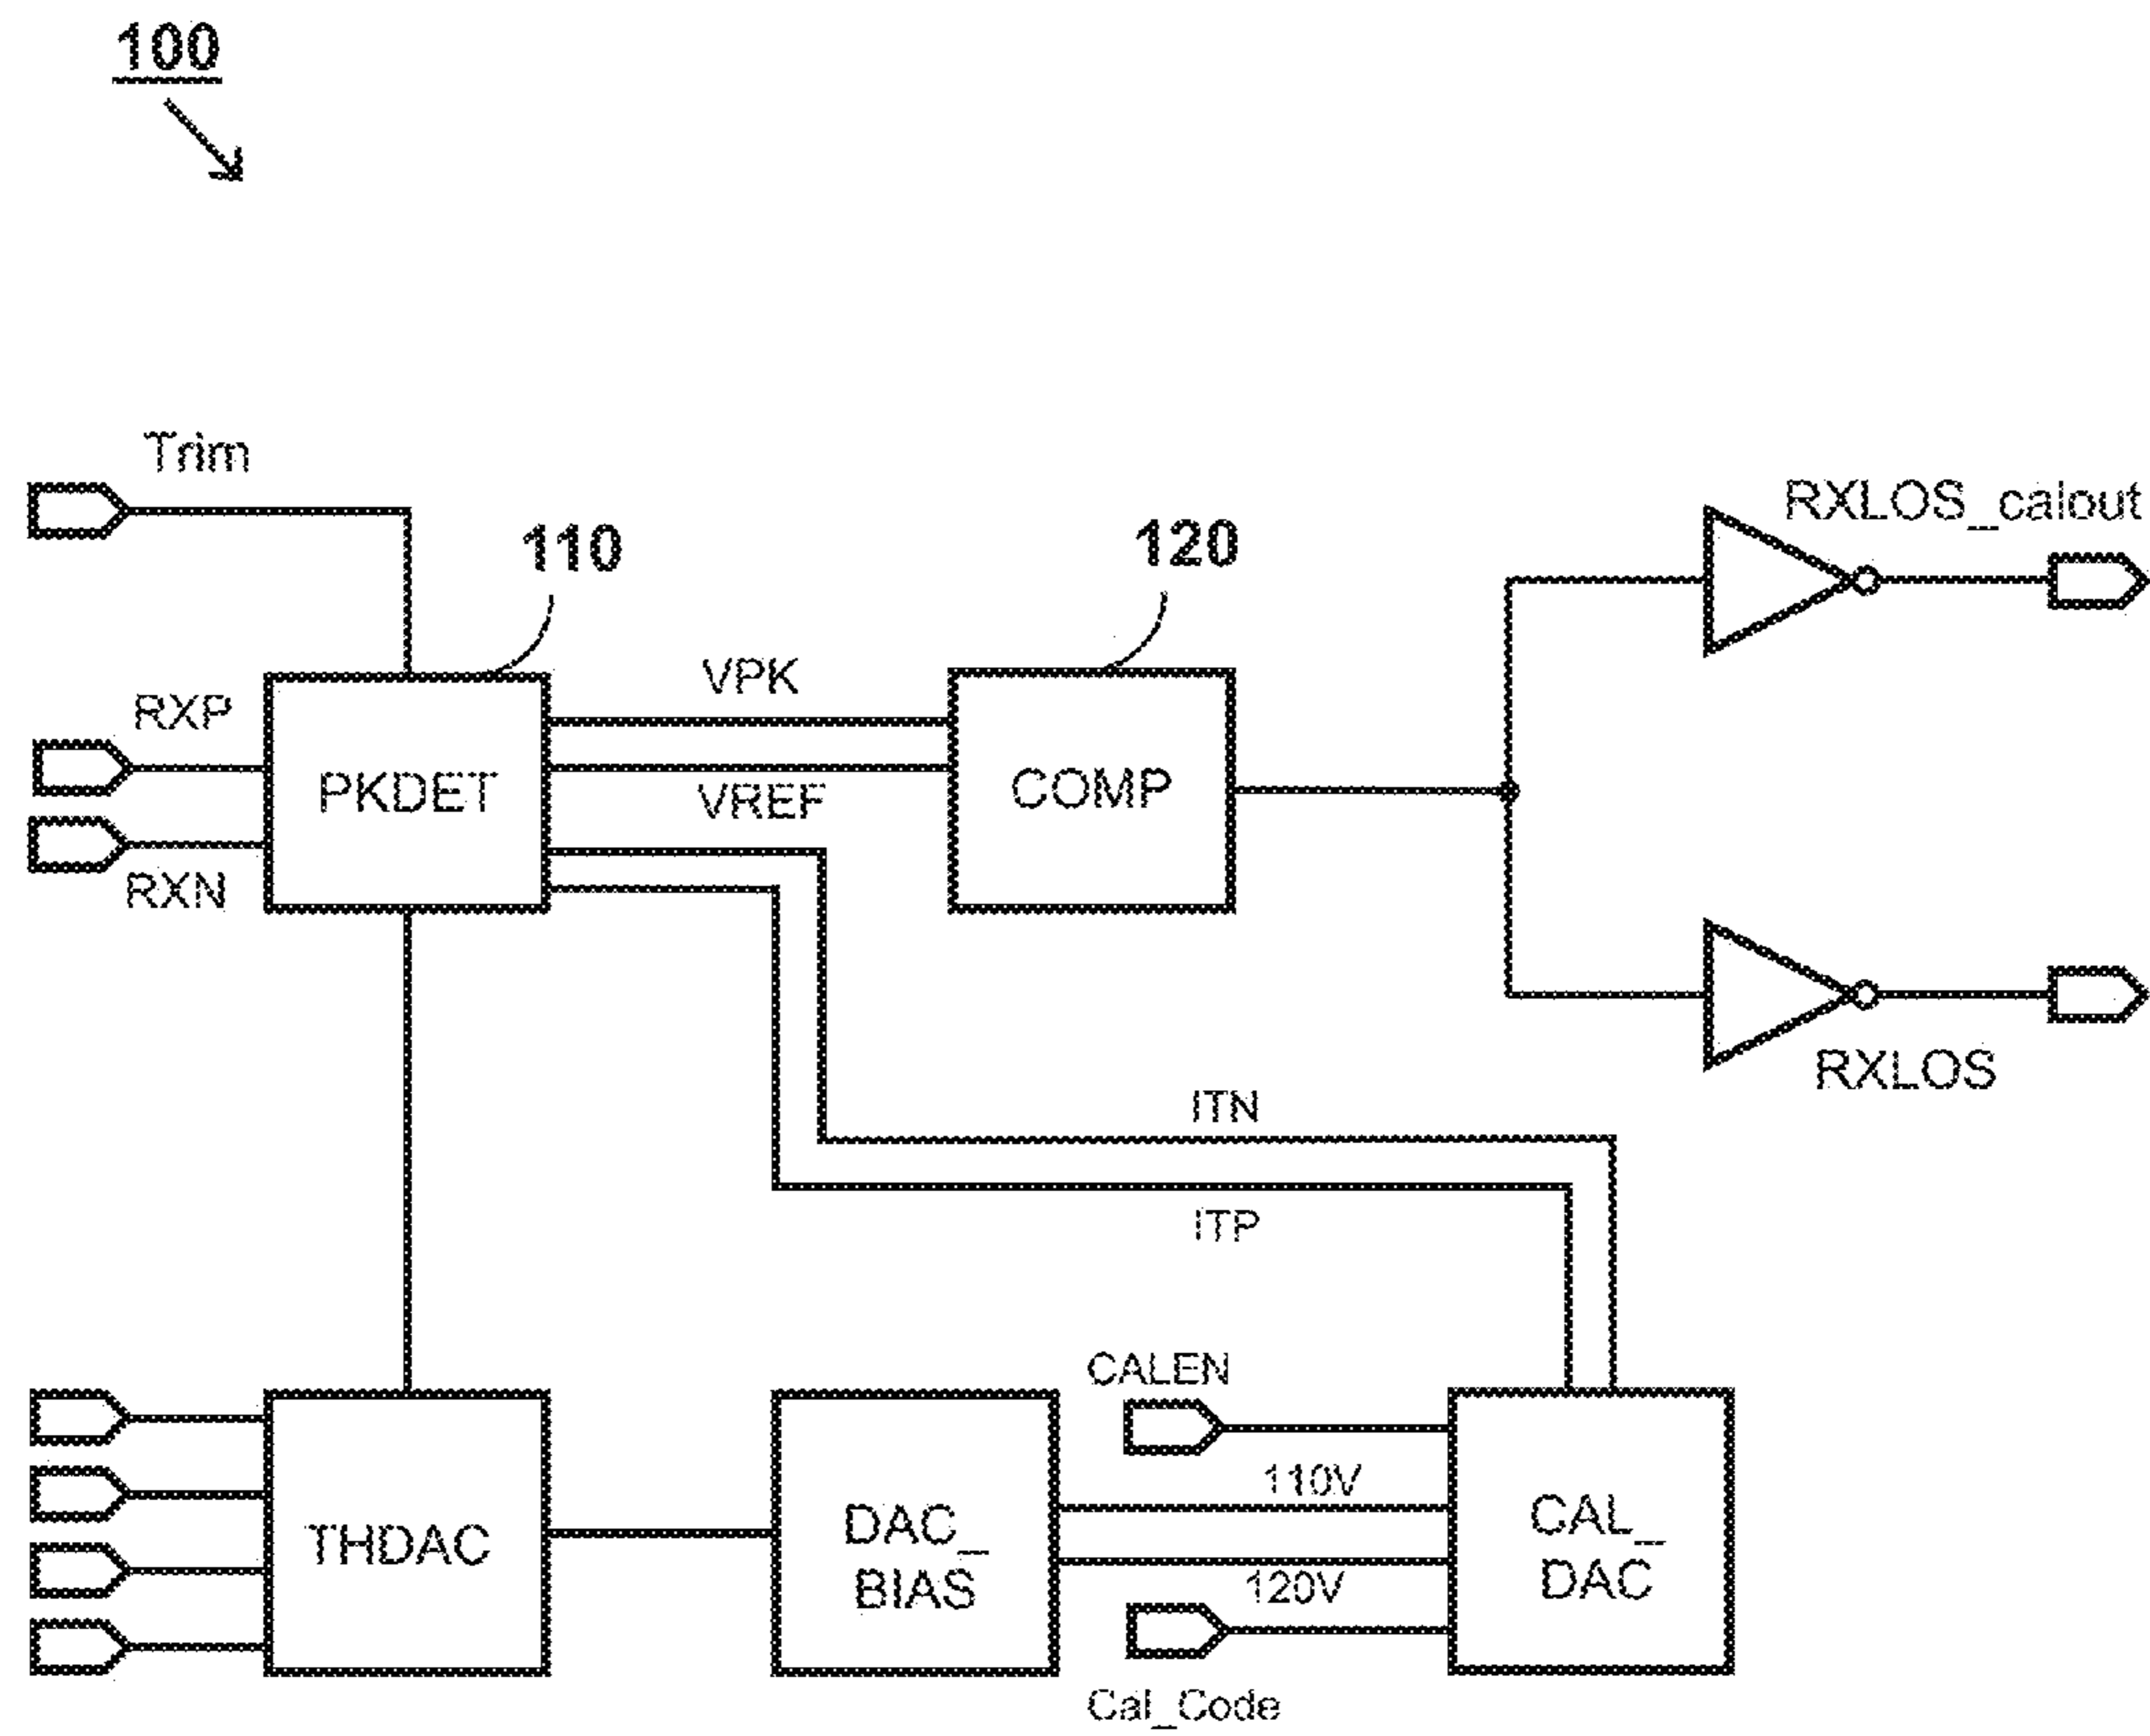 100
Trim
110
120
RXLOS_calout
RXP
VPK
PKDET
COMP
VREF
RXN
RXLOS
ITN
ITP
CALEN
110V
THDAC
DAC_
BIAS
CAL_
DAC
120V
Cal_Code